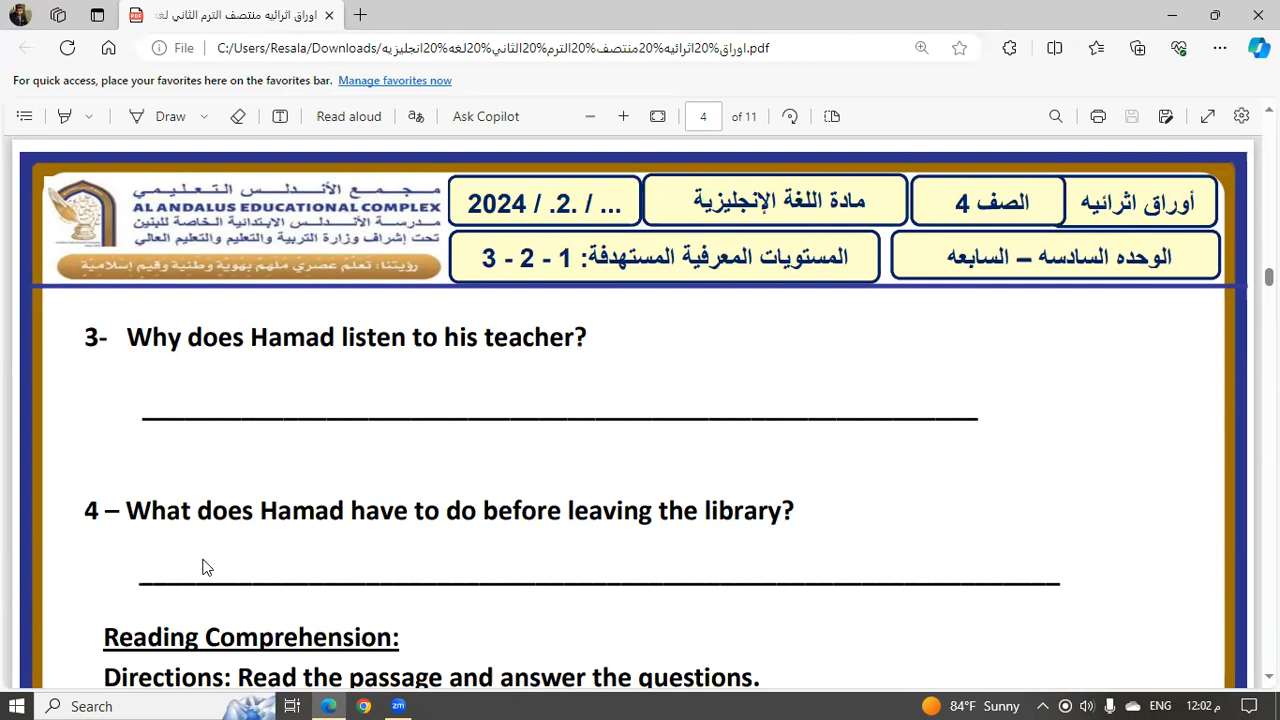 اوراق اثرائيه منتصف الترم الثاني لغ
File
C:/Users/Resala/Downloads/اوراق%20اثرائيه%20منتصف%20الترم%20الثاني%20لغه%20انجليزيه.pdf
For quick access, place your favorites here on the favorites bar. Manage favorites now
Draw
Read aloud
Ask Copilot
4 of 11
مجمع الأندلس التعليمي
AL ANDALUS EDUCATIONAL COMPLEX
مدرسة الأندلس الابتدائية الخاصة للبنين
تحت إشراف وزارة التربية والتعليم والتعليم العالي
رؤيتنا: تعلم عصري ملهم بهوية وطنية وقيم إسلامية
أوراق اثرائيه
الصف 4
مادة اللغة الإنجليزية
... / .2. / 2024
الوحده السادسه – السابعه
المستويات المعرفية المستهدفة: 1 - 2 - 3
3- Why does Hamad listen to his teacher?
4 – What does Hamad have to do before leaving the library?
Reading Comprehension:
Directions: Read the passage and answer the questions.
Search
84°F Sunny
ENG
12:02 م